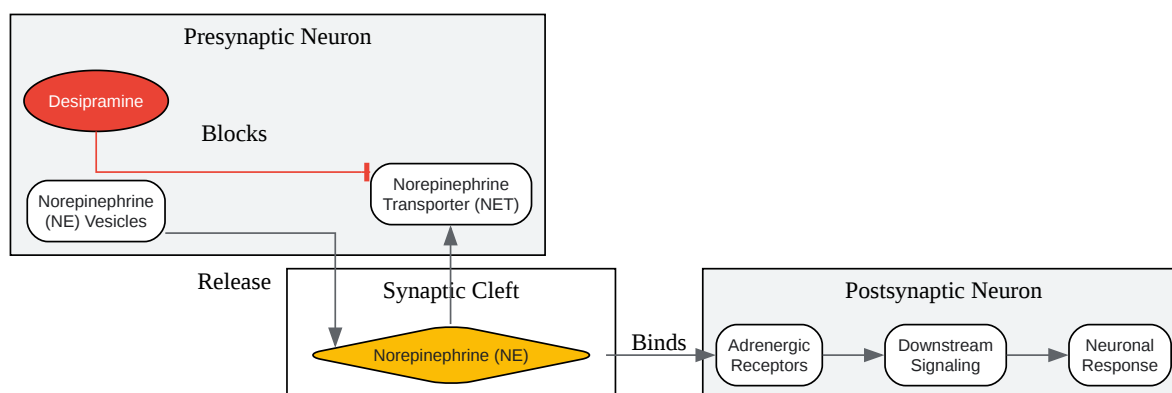 Presynaptic Neuron
Desipramine
Blocks
Norepinephrine
Transporter (NET)
Norepinephrine
(NE) Vesicles
Release
Synaptic Cleft
Norepinephrine (NE)
Binds
Postsynaptic Neuron
Adrenergic
Receptors
Downstream
Signaling
Neuronal
Response